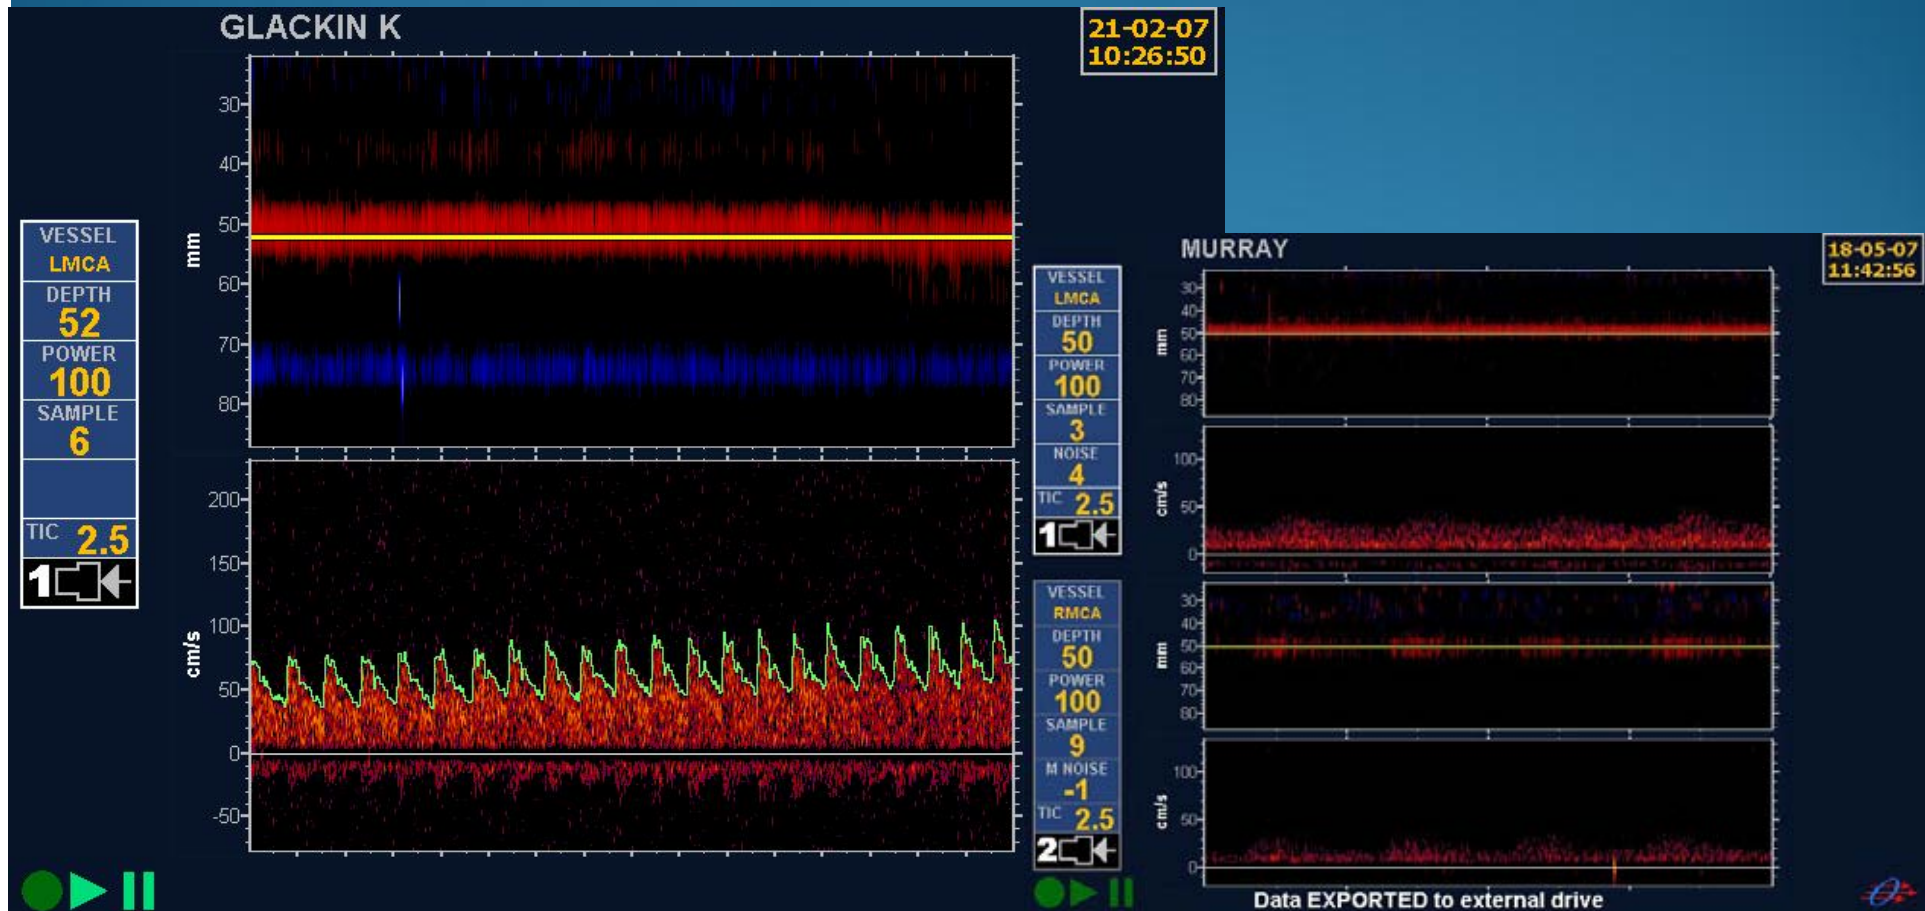 GLACKIN K
21-02-07
10:26:50
VESSEL
LMCA
DEPTH
52
POWER
100
SAMPLE
6
TIC 2.5
1
mm
30
40
50
60
70
80
cm/s
200
150
100
50
0
-50
MURRAY
18-05-07
11:42:56
VESSEL
LMCA
DEPTH
50
POWER
100
SAMPLE
3
NOISE
4
TIC 2.5
1
mm
30
40
50
60
70
80
cm/s
100
50
0
VESSEL
RMCA
DEPTH
50
POWER
100
SAMPLE
9
M NOISE
-1
TIC 2.5
2
mm
30
40
50
60
70
80
cm/s
100
50
0
Data EXPORTED to external drive